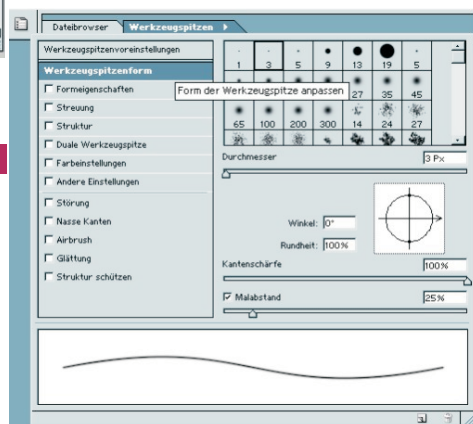 Dateibrowser Werkzeugspitzen
Werkzeugspitzenvoreinstellungen
Werkzeugspitzenform
Formeigenschaften
Streuung
Struktur
Duale Werkzeugspitze
Farbeinstellungen
Andere Einstellungen
Störung
Nasse Kanten
Airbrush
Glättung
Struktur schützen
1 3 5 9 13 19 5
Form der Werkzeugspitze anpassen
27 35 45
65 100 200 300 14 24 27
Durchmesser 3 Px
Winkel: 0°
Rundheit: 100%
Kantenschärfe 100%
Malabstand 25%